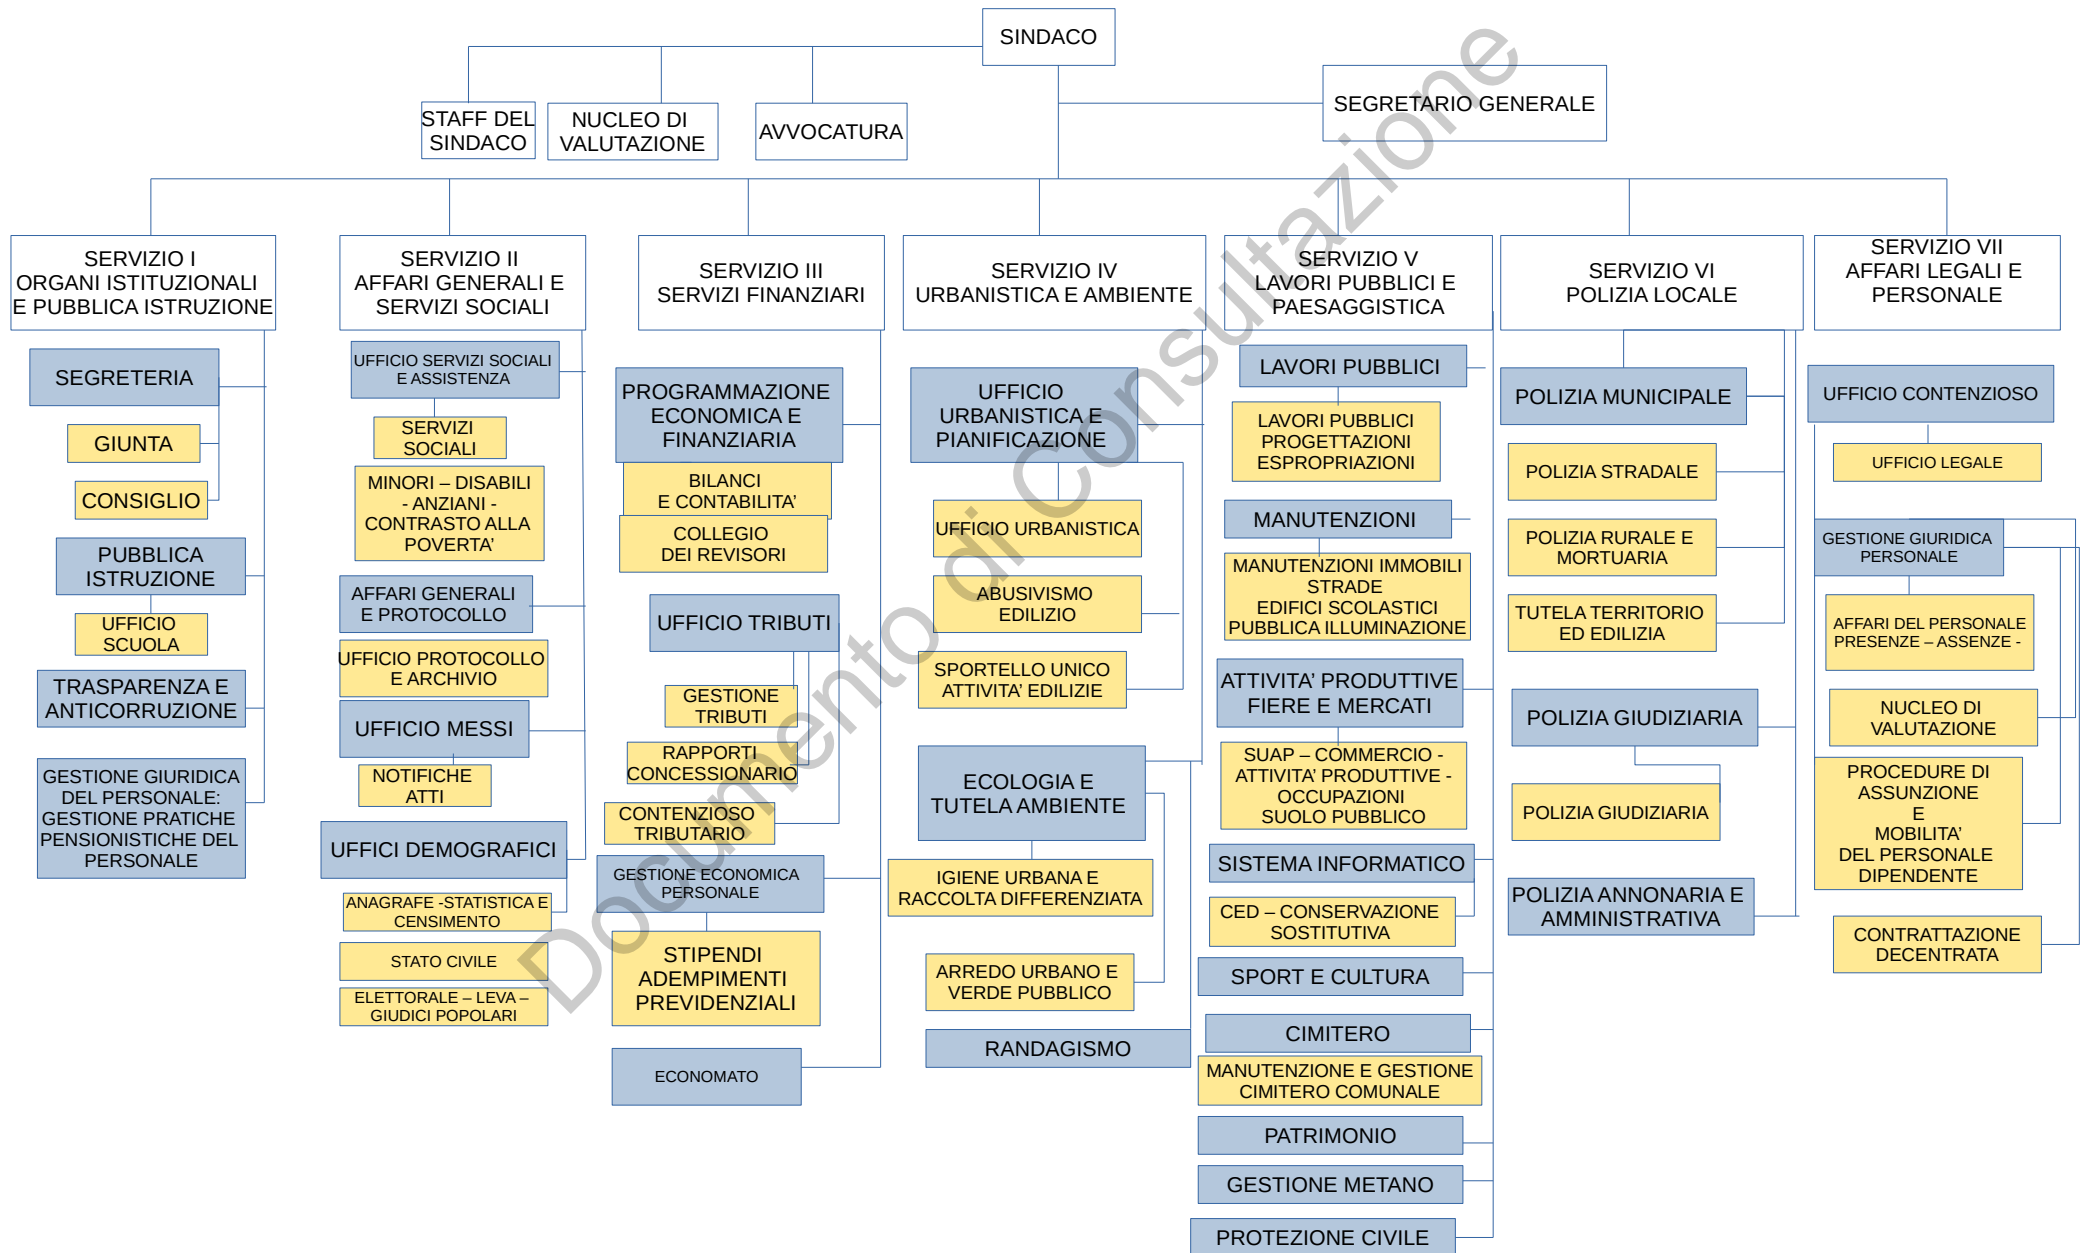 SINDACO
SEGRETARIO GENERALE
STAFF DEL
SINDACO
NUCLEO DI
VALUTAZIONE
AVVOCATURA
SERVIZIO I
ORGANI ISTITUZIONALI
E PUBBLICA ISTRUZIONE
SEGRETERIA
GIUNTA
CONSIGLIO
PUBBLICA
ISTRUZIONE
UFFICIO
SCUOLA
TRASPARENZA E
ANTICORRUZIONE
GESTIONE GIURIDICA
DEL PERSONALE:
GESTIONE PRATICHE
PENSIONISTICHE DEL
PERSONALE
SERVIZIO II
AFFARI GENERALI E
SERVIZI SOCIALI
UFFICIO SERVIZI SOCIALI
E ASSISTENZA
SERVIZI
SOCIALI
MINORI – DISABILI
- ANZIANI -
CONTRASTO ALLA
POVERTA’
AFFARI GENERALI
E PROTOCOLLO
UFFICIO PROTOCOLLO
E ARCHIVIO
UFFICIO MESSI
NOTIFICHE
ATTI
UFFICI DEMOGRAFICI
ANAGRAFE -STATISTICA E
CENSIMENTO
STATO CIVILE
ELETTORALE – LEVA –
GIUDICI POPOLARI
SERVIZIO III
SERVIZI FINANZIARI
PROGRAMMAZIONE
ECONOMICA E
FINANZIARIA
BILANCI
E CONTABILITA’
COLLEGIO
DEI REVISORI
UFFICIO TRIBUTI
GESTIONE
TRIBUTI
RAPPORTI
CONCESSIONARIO
CONTENZIOSO
TRIBUTARIO
GESTIONE ECONOMICA
PERSONALE
STIPENDI
ADEMPIMENTI
PREVIDENZIALI
ECONOMATO
SERVIZIO IV
URBANISTICA E AMBIENTE
UFFICIO
URBANISTICA E
PIANIFICAZIONE
UFFICIO URBANISTICA
ABUSIVISMO
EDILIZIO
SPORTELLO UNICO
ATTIVITA’ EDILIZIE
ECOLOGIA E
TUTELA AMBIENTE
IGIENE URBANA E
RACCOLTA DIFFERENZIATA
ARREDO URBANO E
VERDE PUBBLICO
RANDAGISMO
SERVIZIO V
LAVORI PUBBLICI E
PAESAGGISTICA
LAVORI PUBBLICI
LAVORI PUBBLICI
PROGETTAZIONI
ESPROPRIAZIONI
MANUTENZIONI
MANUTENZIONI IMMOBILI
STRADE
EDIFICI SCOLASTICI
PUBBLICA ILLUMINAZIONE
ATTIVITA’ PRODUTTIVE
FIERE E MERCATI
SUAP – COMMERCIO -
ATTIVITA’ PRODUTTIVE -
OCCUPAZIONI
SUOLO PUBBLICO
SISTEMA INFORMATICO
CED – CONSERVAZIONE
SOSTITUTIVA
SPORT E CULTURA
CIMITERO
MANUTENZIONE E GESTIONE
CIMITERO COMUNALE
PATRIMONIO
GESTIONE METANO
PROTEZIONE CIVILE
SERVIZIO VI
POLIZIA LOCALE
POLIZIA MUNICIPALE
POLIZIA STRADALE
POLIZIA RURALE E
MORTUARIA
TUTELA TERRITORIO
ED EDILIZIA
POLIZIA GIUDIZIARIA
POLIZIA GIUDIZIARIA
POLIZIA ANNONARIA E
AMMINISTRATIVA
SERVIZIO VII
AFFARI LEGALI E
PERSONALE
UFFICIO CONTENZIOSO
UFFICIO LEGALE
GESTIONE GIURIDICA
PERSONALE
AFFARI DEL PERSONALE
PRESENZE – ASSENZE -
NUCLEO DI
VALUTAZIONE
PROCEDURE DI
ASSUNZIONE
E
MOBILITA’
DEL PERSONALE
DIPENDENTE
CONTRATTAZIONE
DECENTRATA
Documento di Consultazione